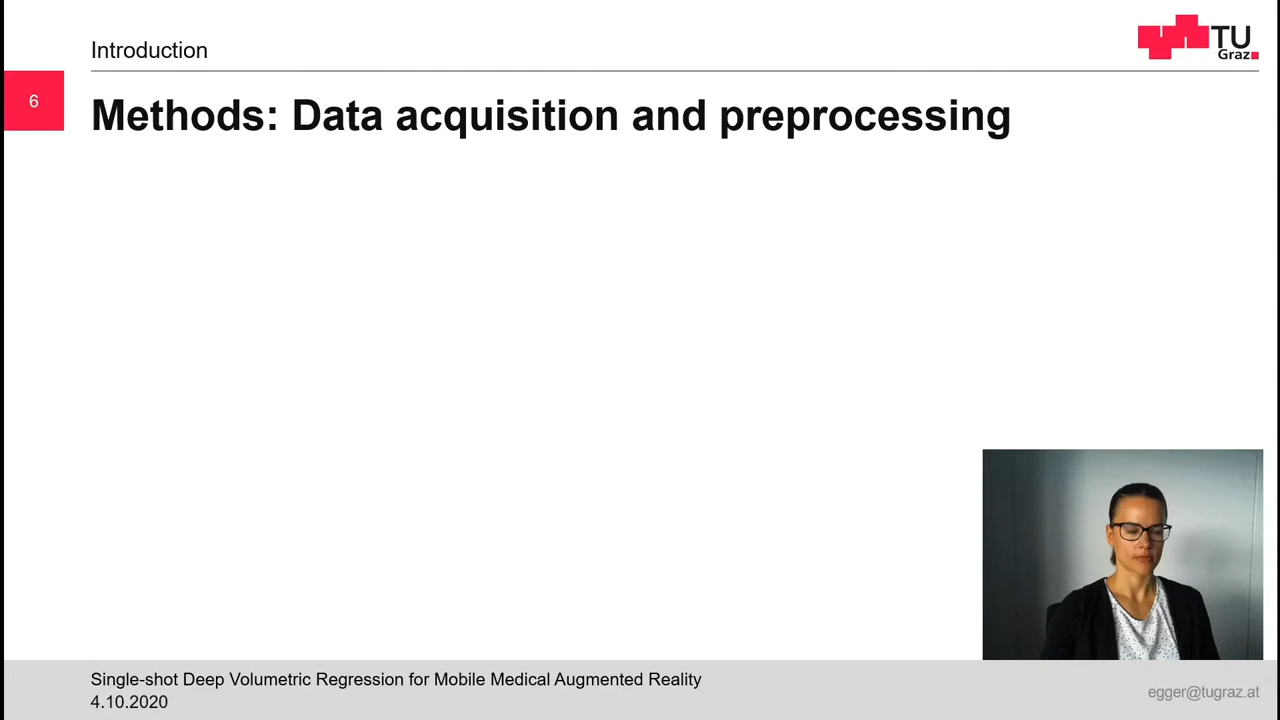 Introduction
TU
Graz
6
Methods: Data acquisition and preprocessing
Single-shot Deep Volumetric Regression for Mobile Medical Augmented Reality
4.10.2020
egger@tugraz.at